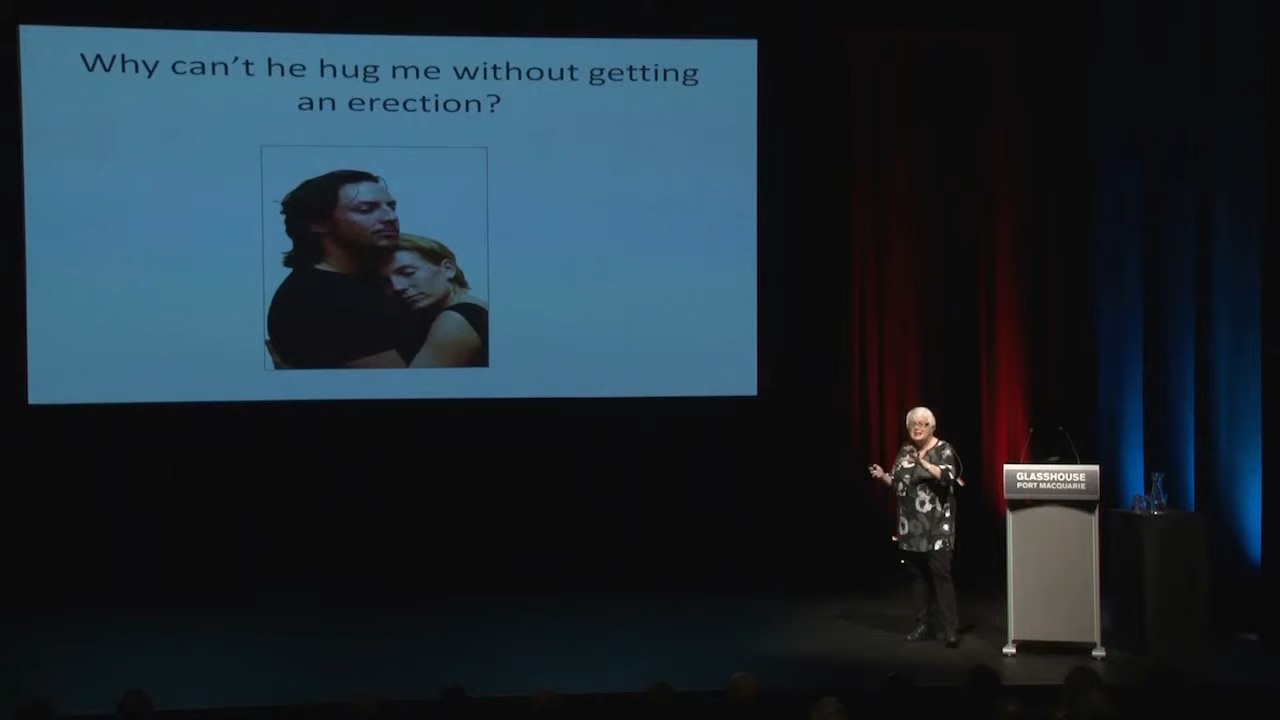 Why can't he hug me without getting
an erection?
GLASSHOUSE
PORT MACQUARIE